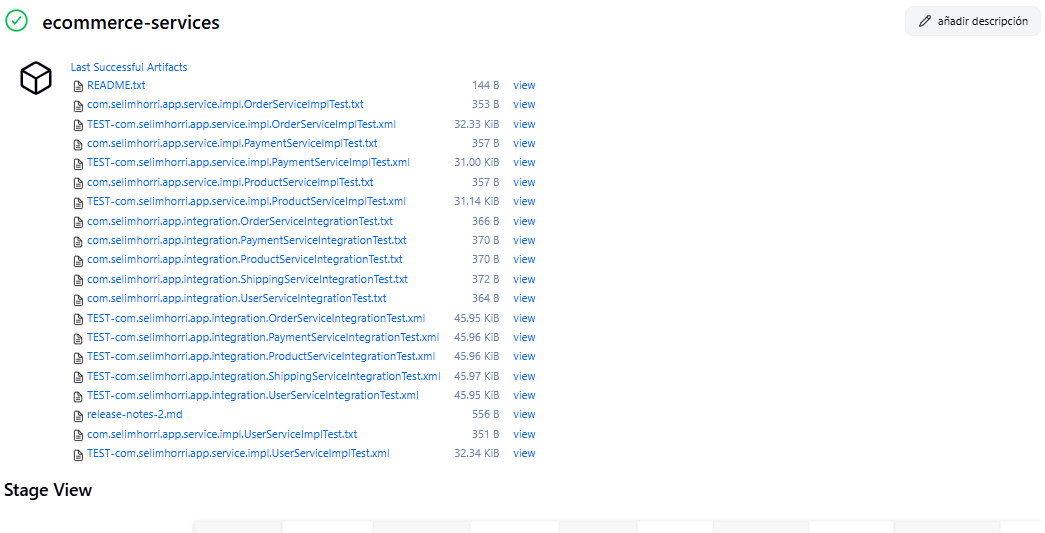 ecommerce-services
añadir descripción
Last Successful Artifacts
README.txt 144 B view
com.selimhorri.app.service.impl.OrderServiceImplTest.txt 353 B view
TEST-com.selimhorri.app.service.impl.OrderServiceImplTest.xml 32.33 KiB view
com.selimhorri.app.service.impl.PaymentServiceImplTest.txt 357 B view
TEST-com.selimhorri.app.service.impl.PaymentServiceImplTest.xml 31.00 KiB view
com.selimhorri.app.service.impl.ProductServiceImplTest.txt 357 B view
TEST-com.selimhorri.app.service.impl.ProductServiceImplTest.xml 31.14 KiB view
com.selimhorri.app.integration.OrderServiceIntegrationTest.txt 366 B view
com.selimhorri.app.integration.PaymentServiceIntegrationTest.txt 370 B view
com.selimhorri.app.integration.ProductServiceIntegrationTest.txt 370 B view
com.selimhorri.app.integration.ShippingServiceIntegrationTest.txt 372 B view
com.selimhorri.app.integration.UserServiceIntegrationTest.txt 364 B view
TEST-com.selimhorri.app.integration.OrderServiceIntegrationTest.xml 45.95 KiB view
TEST-com.selimhorri.app.integration.PaymentServiceIntegrationTest.xml 45.96 KiB view
TEST-com.selimhorri.app.integration.ProductServiceIntegrationTest.xml 45.96 KiB view
TEST-com.selimhorri.app.integration.ShippingServiceIntegrationTest.xml 45.97 KiB view
TEST-com.selimhorri.app.integration.UserServiceIntegrationTest.xml 45.95 KiB view
release-notes-2.md 556 B view
com.selimhorri.app.service.impl.UserServiceImplTest.txt 351 B view
TEST-com.selimhorri.app.service.impl.UserServiceImplTest.xml 32.34 KiB view
Stage View